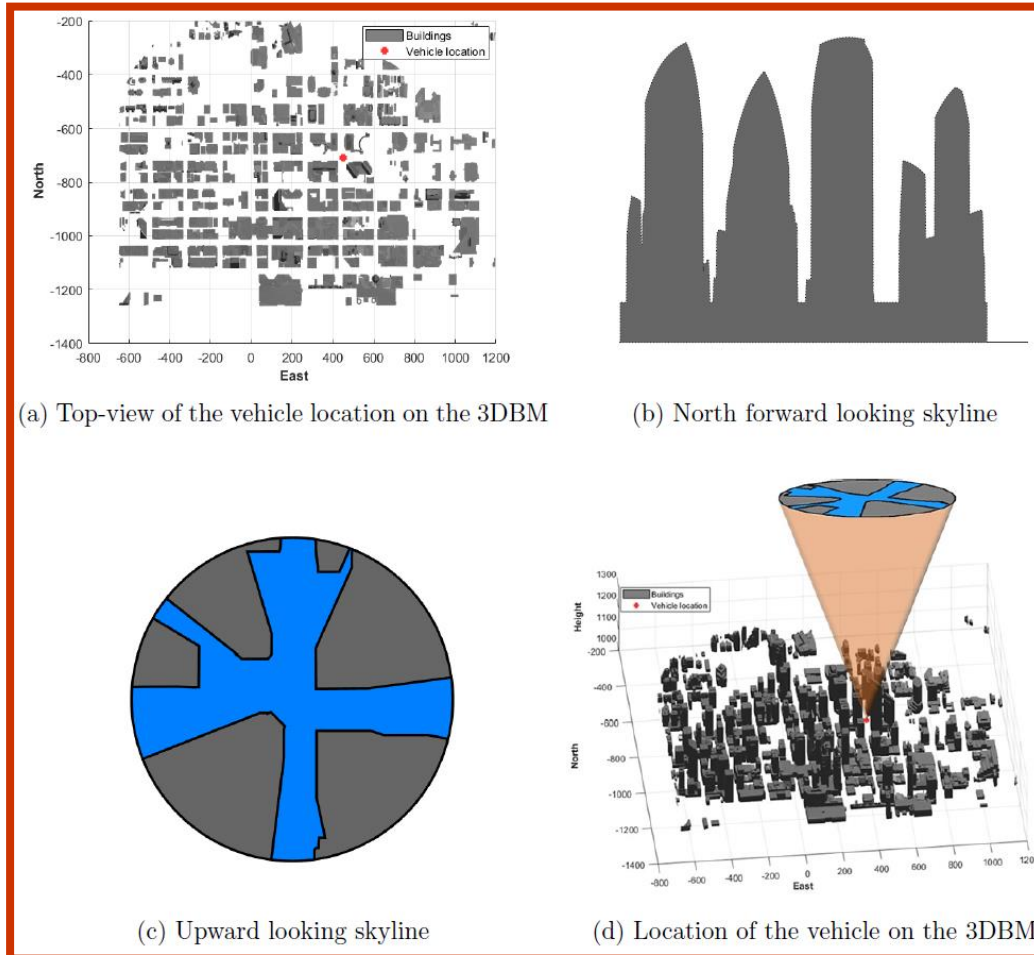 -200
-400
-600
-800
-1000
-1200
-1400
North
-800 -600 -400 -200 0 200 400 600 800 1000 1200
East
Buildings
Vehicle location
(a) Top-view of the vehicle location on the 3DBM
(b) North forward looking skyline
(c) Upward looking skyline
1300
1200
1100
1000
Height
-200
-400
-600
-800
-1000
-1200
-1400
North
-800 -600 -400 -200 0 200 400 600 800 1000 120
East
Buildings
Vehicle location
(d) Location of the vehicle on the 3DBM